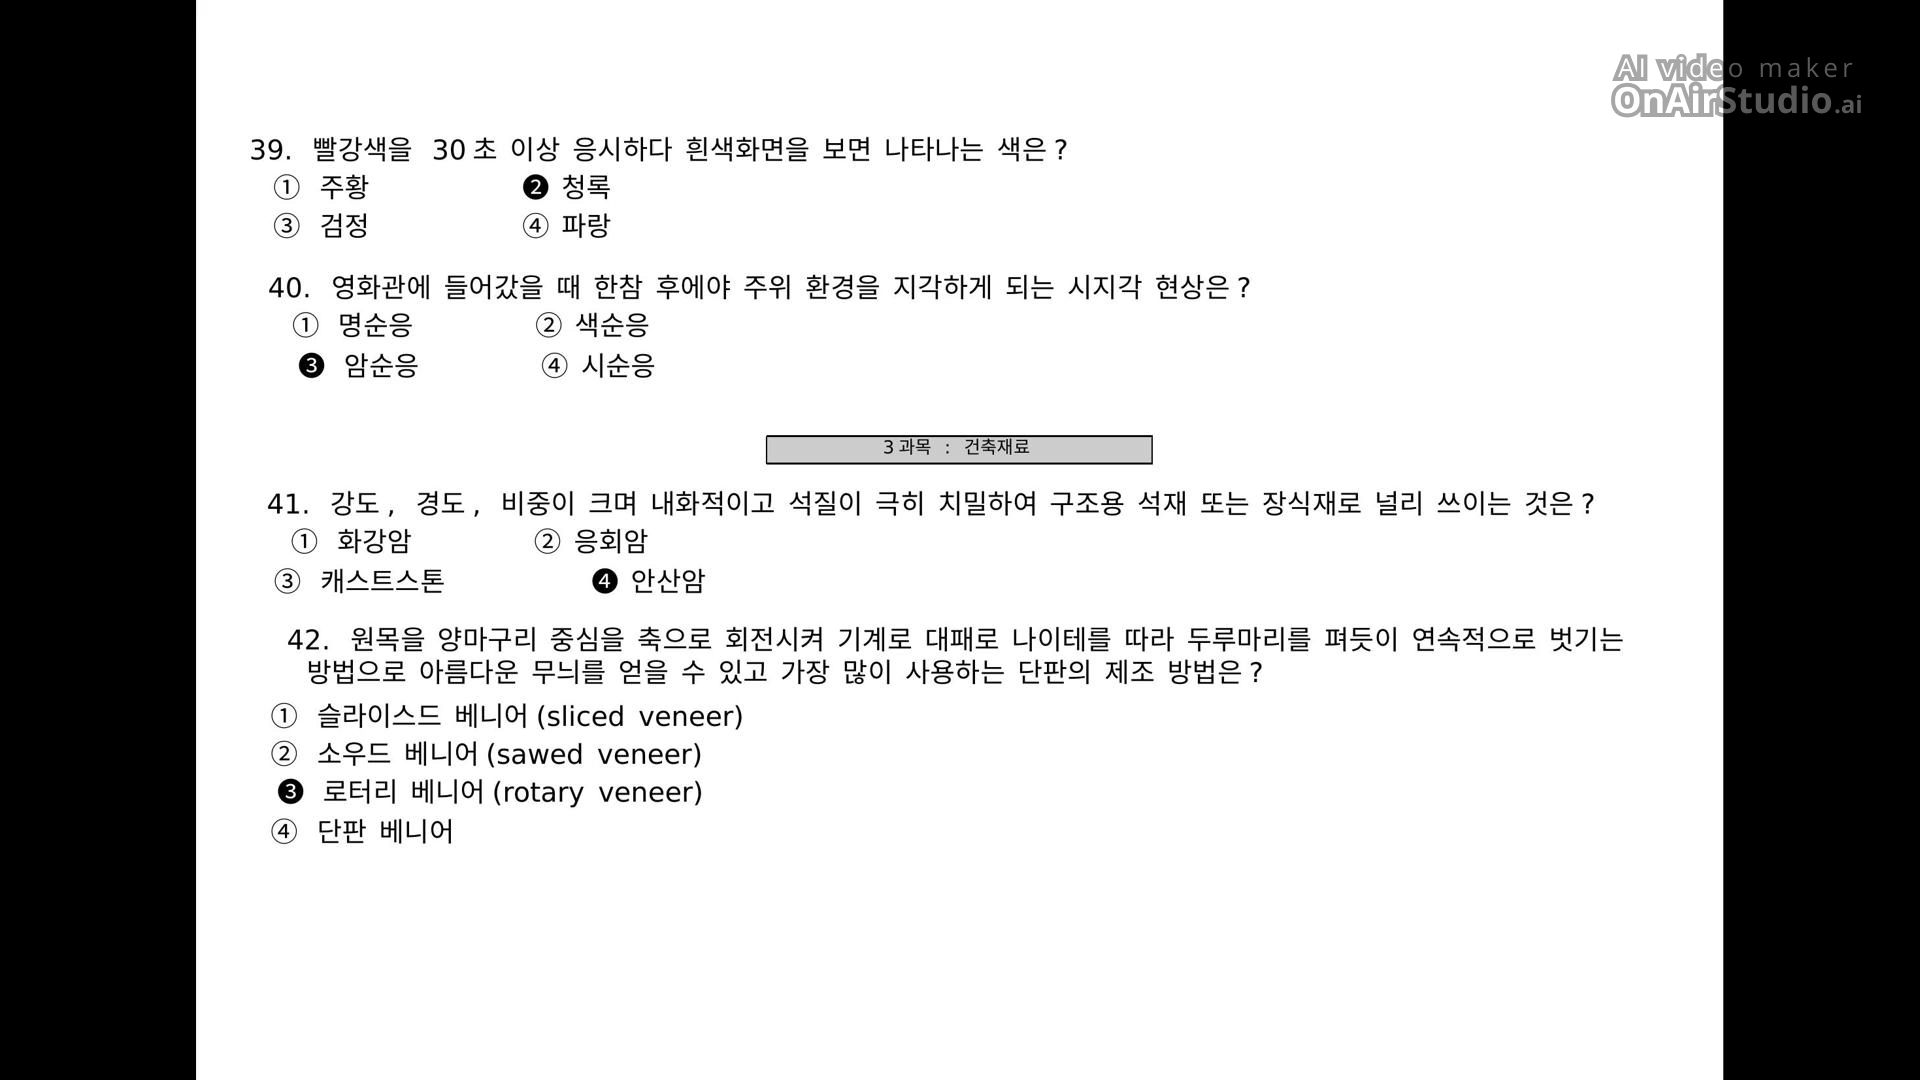 AI video maker
OnAirStudio.ai
39. 빨강색을 30초 이상 응시하다 흰색화면을 보면 나타나는 색은?
① 주황 ❷ 청록
③ 검정 ④ 파랑
40. 영화관에 들어갔을 때 한참 후에야 주위 환경을 지각하게 되는 시지각 현상은?
① 명순응 ② 색순응
❸ 암순응 ④ 시순응
3과목 : 건축재료
41. 강도, 경도, 비중이 크며 내화적이고 석질이 극히 치밀하여 구조용 석재 또는 장식재로 널리 쓰이는 것은?
① 화강암 ② 응회암
③ 캐스트스톤 ❹ 안산암
42. 원목을 양마구리 중심을 축으로 회전시켜 기계로 대패로 나이테를 따라 두루마리를 펴듯이 연속적으로 벗기는
방법으로 아름다운 무늬를 얻을 수 있고 가장 많이 사용하는 단판의 제조 방법은?
① 슬라이스드 베니어(sliced veneer)
② 소우드 베니어(sawed veneer)
❸ 로터리 베니어(rotary veneer)
④ 단판 베니어